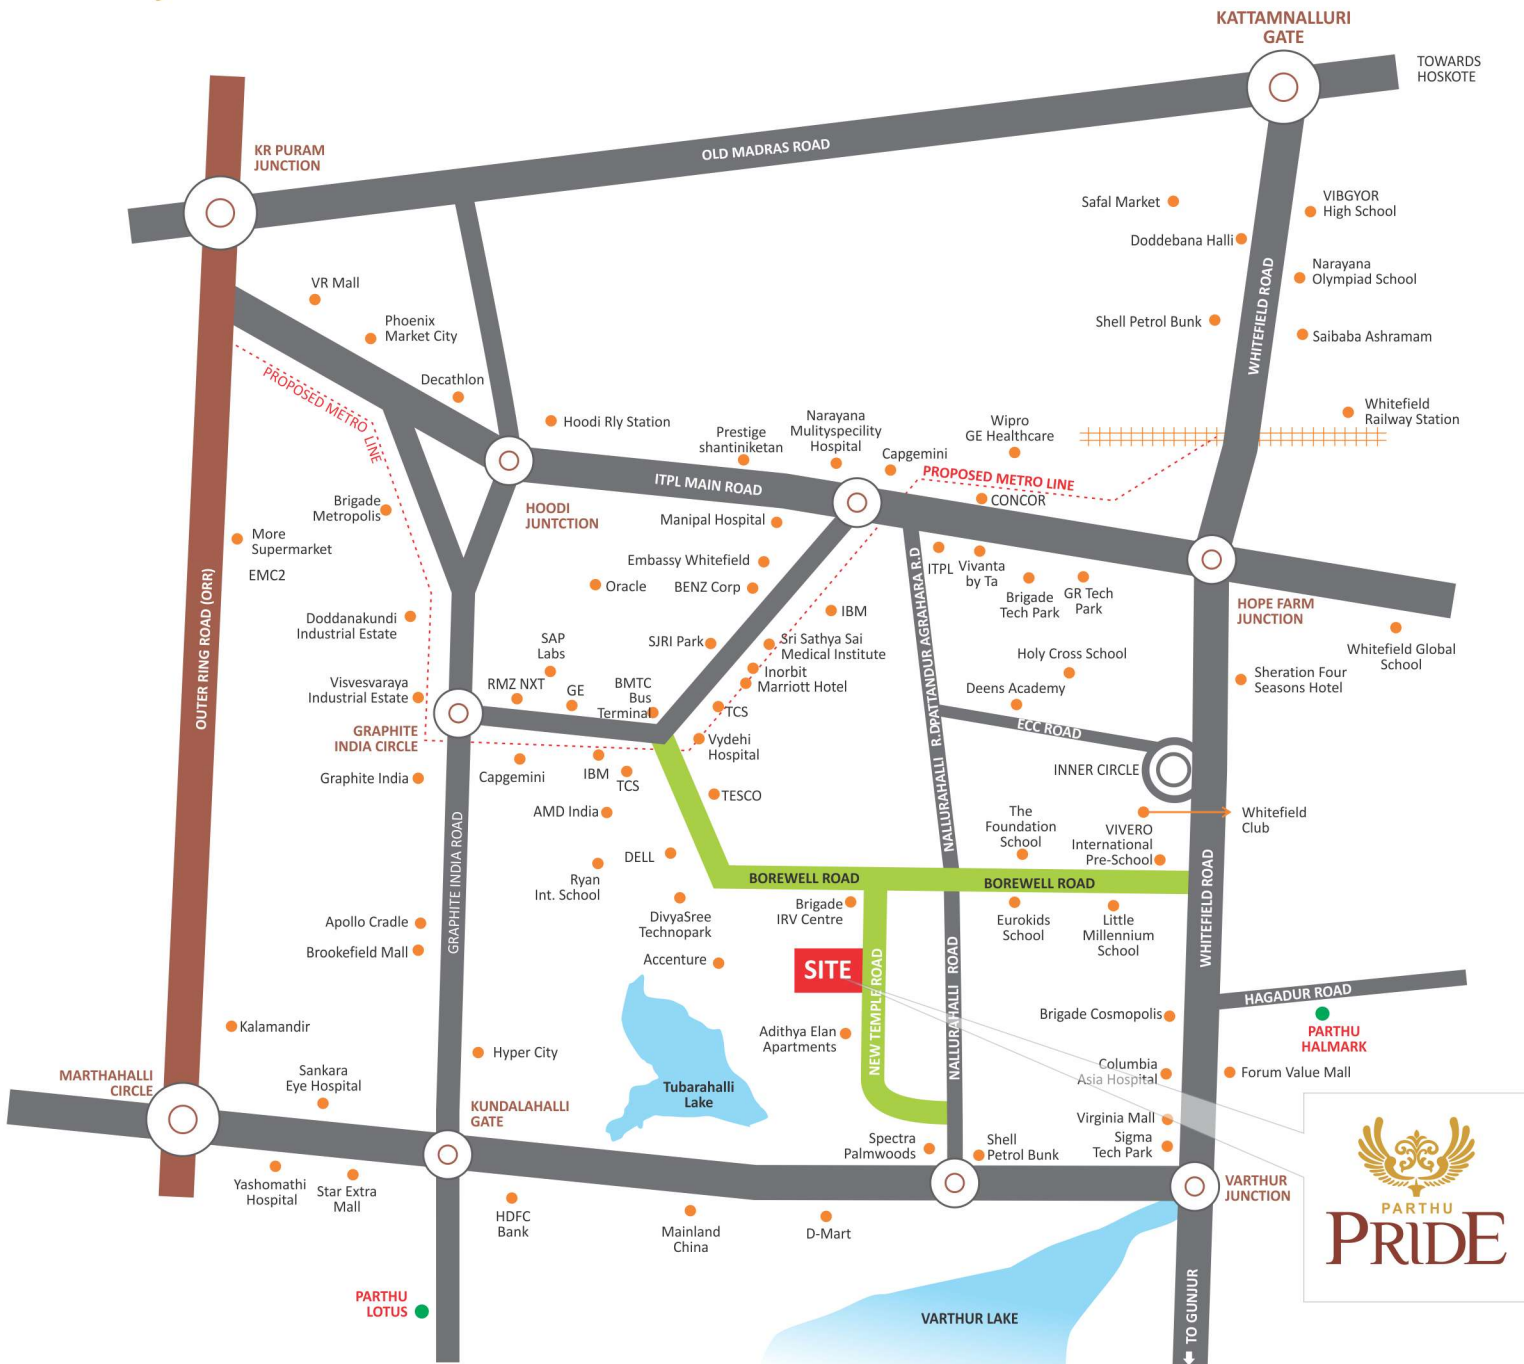 KATTAMNALLURI
GATE
TOWARDS
HOSKOTE
OLD MADRAS ROAD
KR PURAM
JUNCTION
Safal Market
VIBGYOR
High School
Doddebana Halli
Narayana
Olympiad School
WHITEFIELD ROAD
VR Mall
Phoenix
Market City
Shell Petrol Bunk
Saibaba Ashramam
PROPOSED METRO LINE
Decathlon
Hoodi Rly Station
Prestige
shantiniketan
Narayana
Mulityspecility
Hospital
Capgemini
Wipro
GE Healthcare
Whitefield
Railway Station
PROPOSED METRO LINE
ITPL MAIN ROAD
CONCOR
Brigade
Metropolis
HOODI
JUNTCTION
Manipal Hospital
More
Supermarket
EMC2
Embassy Whitefield
Oracle
BENZ Corp
ITPL
Vivanta
by Ta
Brigade
Tech Park
GR Tech
Park
HOPE FARM
JUNCTION
Doddanakundi
Industrial Estate
IBM
PATTANDUR AGRAHARA R.D
OUTER RING ROAD (ORR)
SAP
Labs
SJRI Park
Sri Sathya Sai
Medical Institute
Holy Cross School
Whitefield Global
School
Visvesvaraya
Industrial Estate
RMZ NXT
GE
BMTC
Bus
Terminal
Inorbit
Marriott Hotel
Deens Academy
Sheration Four
Seasons Hotel
TCS
GRAPHITE
INDIA CIRCLE
ECC ROAD
Vydehi
Hospital
NALLURAHALLI R.D
INNER CIRCLE
Graphite India
Capgemini
IBM
TCS
TESCO
AMD India
The
Foundation
School
VIVERO
International
Pre-School
Whitefield
Club
GRAPHITE INDIA ROAD
DELL
Ryan
Int. School
BOREWELL ROAD
BOREWELL ROAD
WHITEFIELD ROAD
Apollo Cradle
DivyaSree
Technopark
Brigade
IRV Centre
Eurokids
School
Little
Millennium
School
Brookefield Mall
Accenture
SITE
NEW TEMPLE ROAD
NALLURAHALLI ROAD
HAGADUR ROAD
Kalamandir
Adithya Elan
Apartments
Brigade Cosmopolis
PARTHU
HALMARK
Hyper City
MARTHAHALLI
CIRCLE
Sankara
Eye Hospital
Tubarahalli
Lake
Columbia
Asia Hospital
Forum Value Mall
KUNDALAHALLI
GATE
Virginia Mall
Spectra
Palmwoods
Shell
Petrol Bunk
Sigma
Tech Park
Yashomathi
Hospital
Star Extra
Mall
VARTHUR
JUNCTION
PARTHU
PRIDE
HDFC
Bank
Mainland
China
D-Mart
PARTHU
LOTUS
VARTHUR LAKE
TO GUNJUR